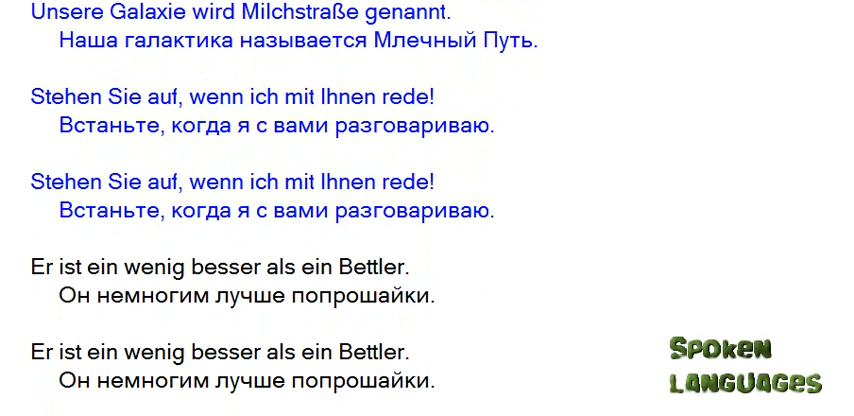 Unsere Galaxie wird Milchstraße genannt.
Наша галактика называется Млечный Путь.
Stehen Sie auf, wenn ich mit Ihnen rede!
Встаньте, когда я с вами разговариваю.
Stehen Sie auf, wenn ich mit Ihnen rede!
Встаньте, когда я с вами разговариваю.
Er ist ein wenig besser als ein Bettler.
Он немногим лучше попрошайки.
Er ist ein wenig besser als ein Bettler.
Он немногим лучше попрошайки.
Spoken
Languages